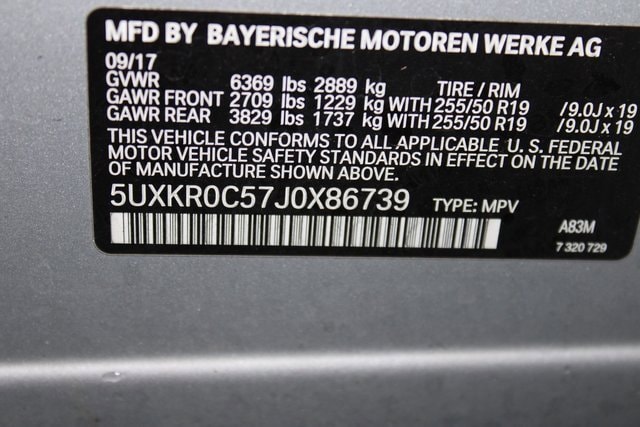 MFD BY BAYERISCHE MOTOREN WERKE AG
09/17
GVWR 6369 lbs 2889 kg TIRE / RIM
GAWR FRONT 2709 lbs 1229 kg WITH 255/50 R19 /9.0J x 19
GAWR REAR 3829 lbs 1737 kg WITH 255/50 R19 /9.0J x 19
THIS VEHICLE CONFORMS TO ALL APPLICABLE U. S. FEDERAL
MOTOR VEHICLE SAFETY STANDARDS IN EFFECT ON THE DATE
OF MANUFACTURE SHOWN ABOVE.
5UXKR0C57J0X86739 TYPE: MPV
A83M
7 320 729